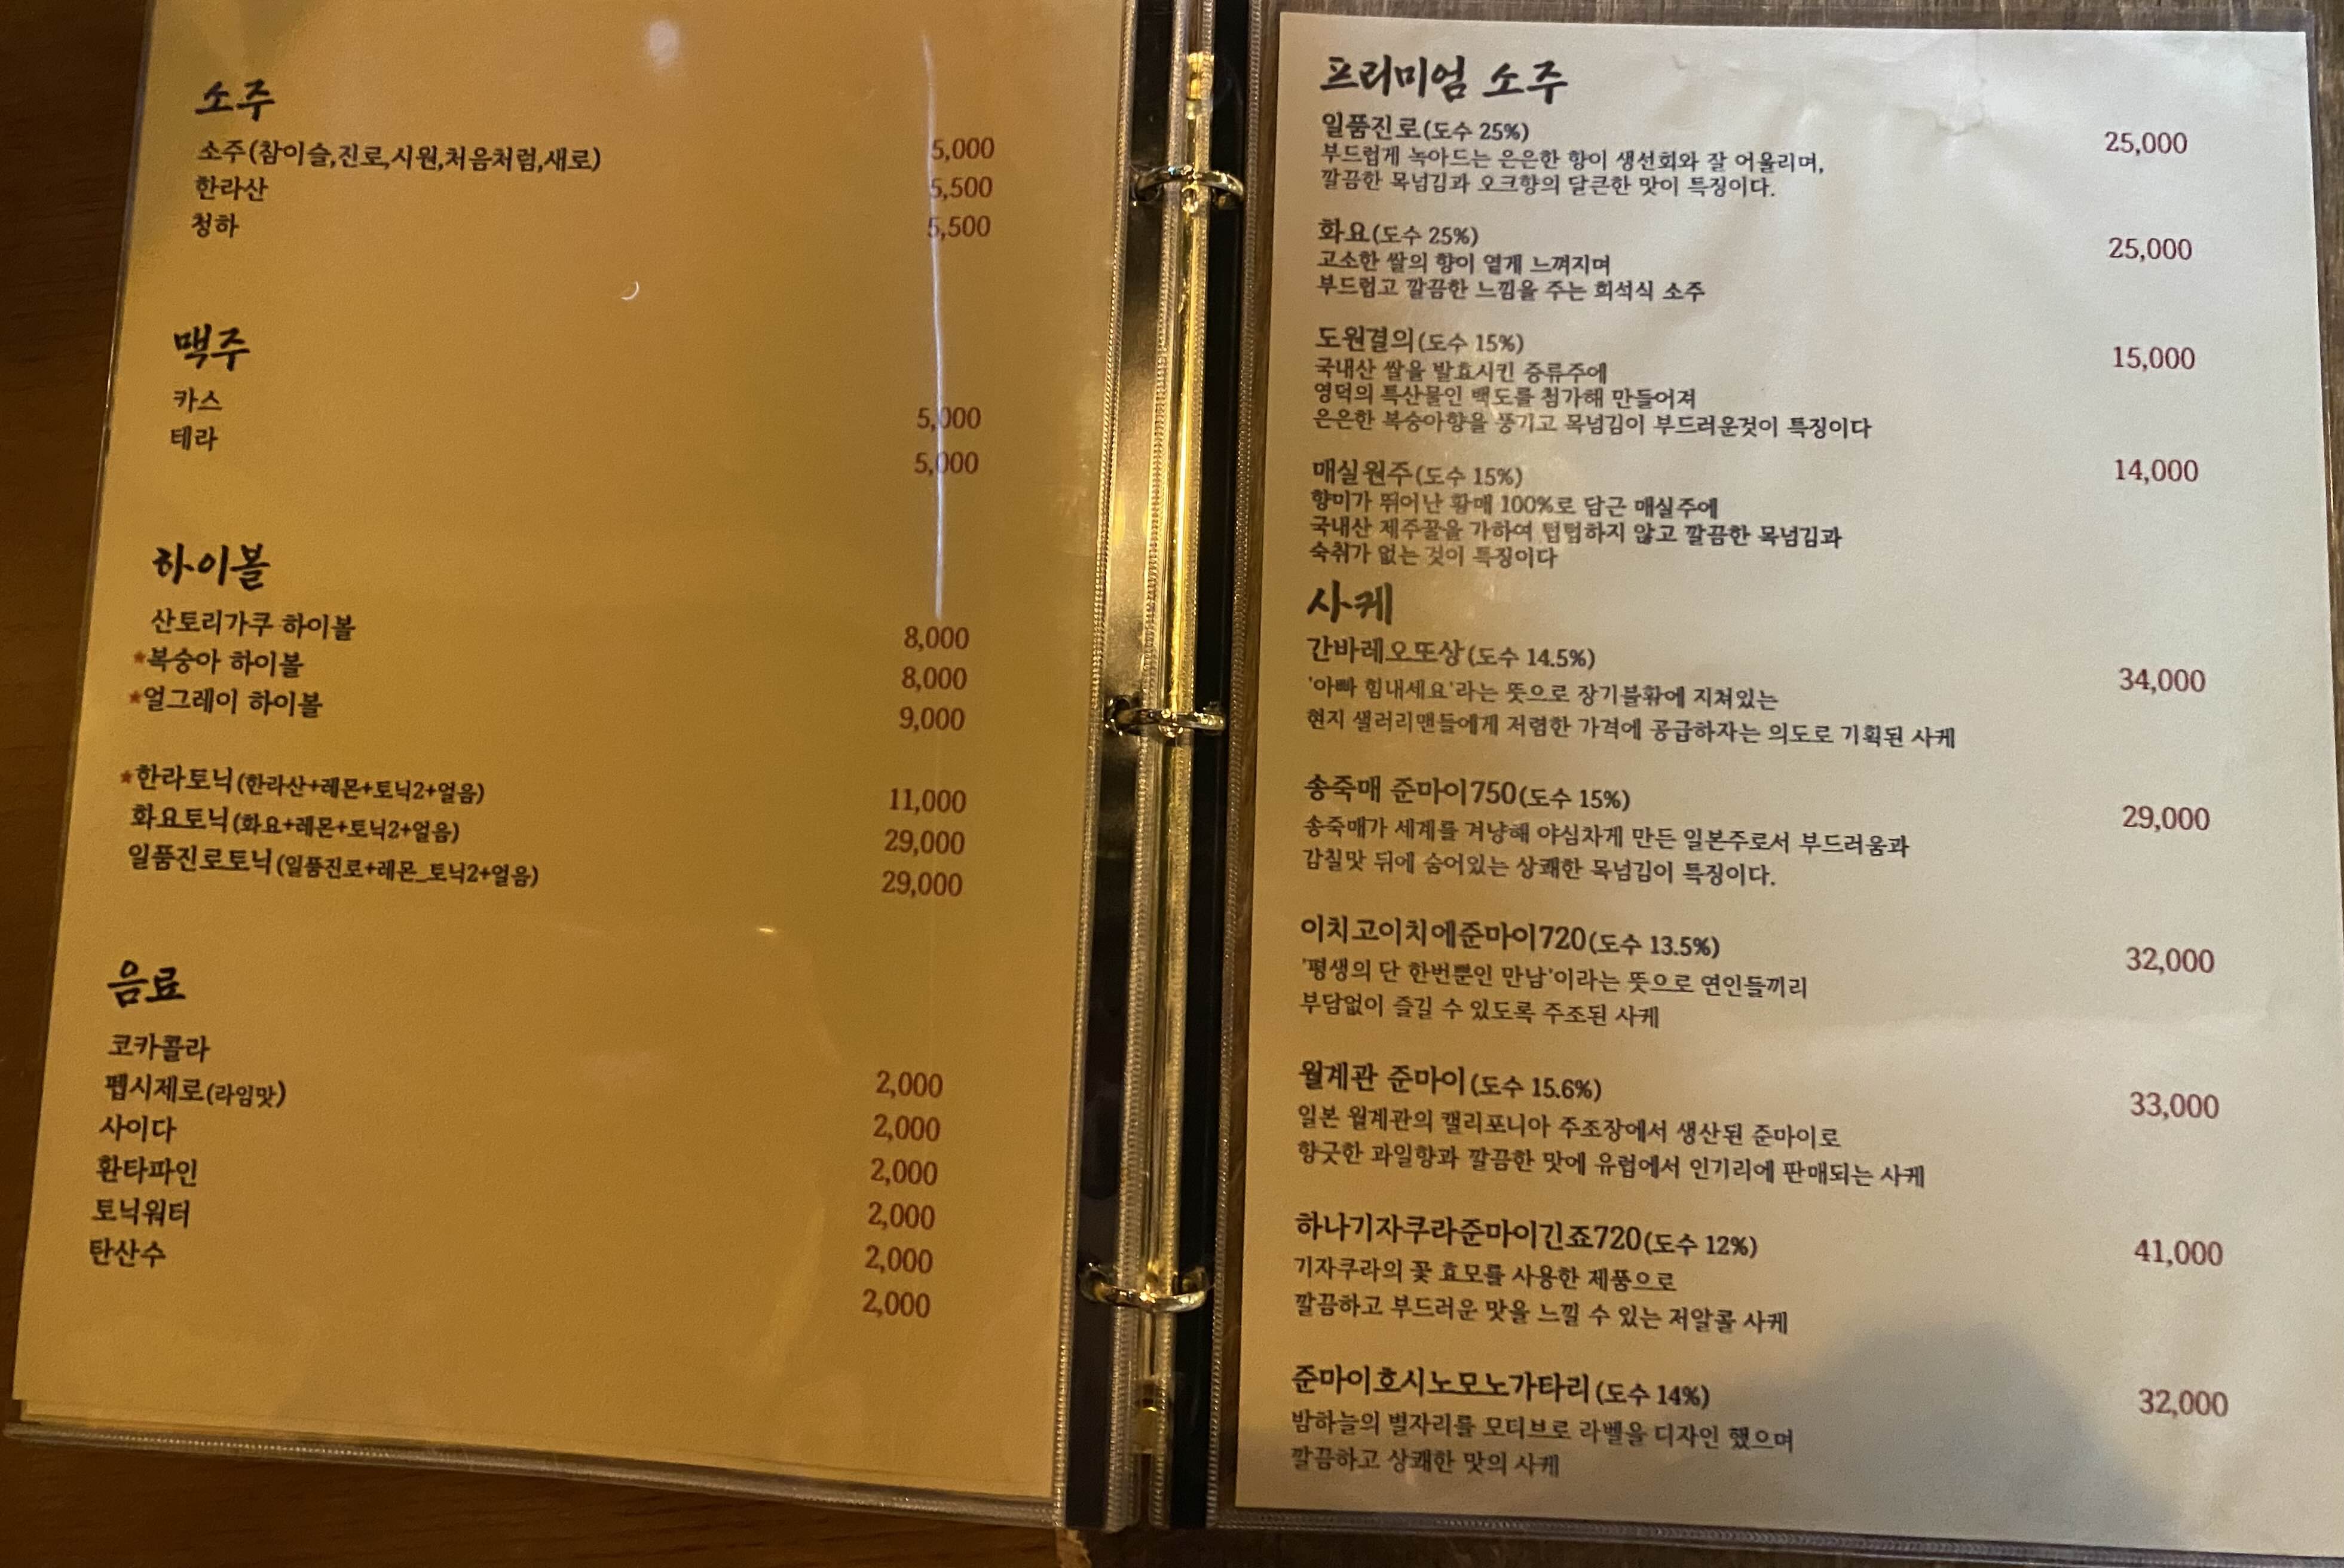 소주
소주(참이슬,진로,시원,처음처럼,새로) 5,000
한라산 5,500
청하 5,500
맥주
카스 5,000
테라 5,000
하이볼
산토리가쿠 하이볼 8,000
*복숭아 하이볼 8,000
*얼그레이 하이볼 9,000
*한라토닉(한라산+레몬+토닉2+얼음) 11,000
화요토닉(화요+레몬+토닉2+얼음) 29,000
일품진로토닉(일품진로+레몬_토닉2+얼음) 29,000
음료
코카콜라 2,000
펩시제로(라임맛) 2,000
사이다 2,000
환타파인 2,000
토닉워터 2,000
탄산수 2,000
프리미엄 소주
일품진로(도수 25%) 25,000
부드럽게 녹아드는 은은한 향이 생선회와 잘 어울리며,
깔끔한 목넘김과 오크향의 달큰한 맛이 특징이다.
화요(도수 25%) 25,000
고소한 쌀의 향이 옅게 느껴지며
부드럽고 깔끔한 느낌을 주는 희석식 소주
도원결의(도수 15%) 15,000
국내산 쌀을 발효시킨 증류주에
영덕의 특산물인 백도를 첨가해 만들어져
은은한 복숭아향을 풍기고 목넘김이 부드러운것이 특징이다
매실원주(도수 15%) 14,000
향미가 뛰어난 황매 100%로 담근 매실주에
국내산 제주꿀을 가하여 텁텁하지 않고 깔끔한 목넘김과
숙취가 없는 것이 특징이다
사케
간바레오또상(도수 14.5%) 34,000
'아빠 힘내세요'라는 뜻으로 장기불황에 지쳐있는
현지 샐러리맨들에게 저렴한 가격에 공급하자는 의도로 기획된 사케
송죽매 준마이750(도수 15%) 29,000
송죽매가 세계를 겨냥해 야심차게 만든 일본주로서 부드러움과
감칠맛 뒤에 숨어있는 상쾌한 목넘김이 특징이다.
이치고이치에준마이720(도수 13.5%) 32,000
'평생의 단 한번뿐인 만남'이라는 뜻으로 연인들끼리
부담없이 즐길 수 있도록 주조된 사케
월계관 준마이(도수 15.6%) 33,000
일본 월계관의 캘리포니아 주조장에서 생산된 준마이로
향긋한 과일향과 깔끔한 맛에 유럽에서 인기리에 판매되는 사케
하나기자쿠라준마이긴죠720(도수 12%) 41,000
기자쿠라의 꽃 효모를 사용한 제품으로
깔끔하고 부드러운 맛을 느낄 수 있는 저알콜 사케
준마이호시노모노가타리(도수 14%) 32,000
밤하늘의 별자리를 모티브로 라벨을 디자인 했으며
깔끔하고 상쾌한 맛의 사케